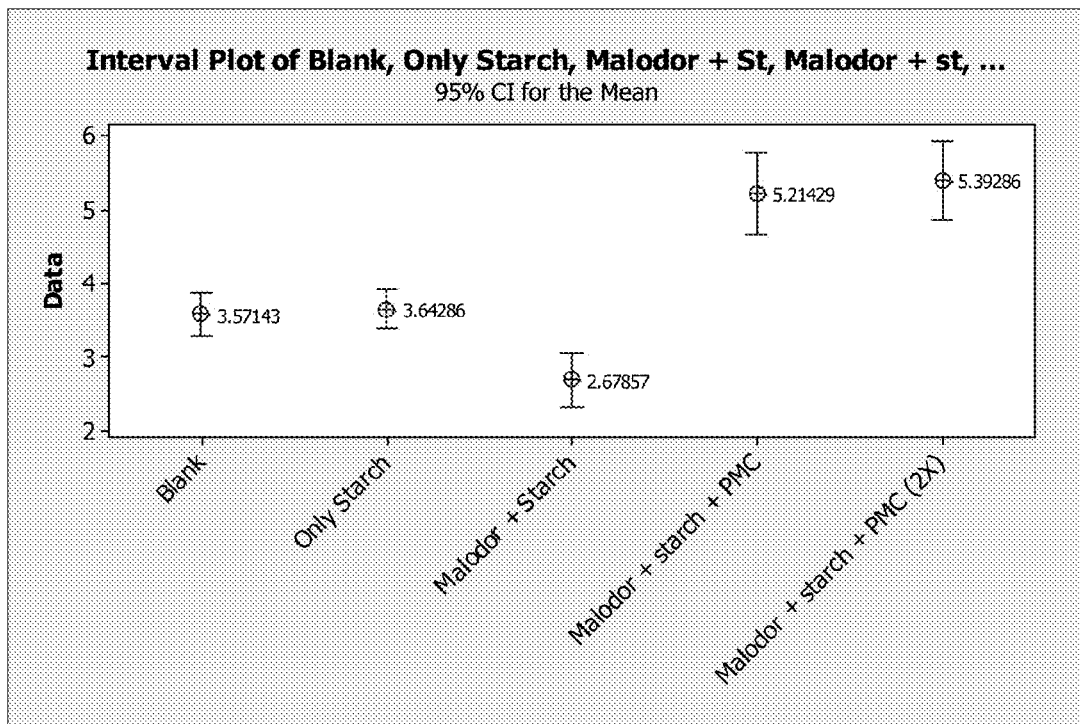 Interval Plot of Blank, Only Starch, Malodor + St, Malodor + st, ...
95% CI for the Mean
Data
6
5
4
3
2
3.57143
3.64286
2.67857
5.21429
5.39286
Blank
Only Starch
Malodor + Starch
Malodor + starch + PMC
Malodor + starch + PMC (2X)